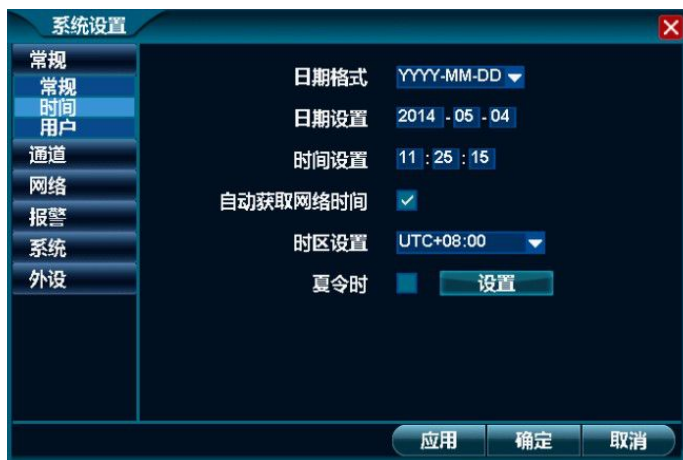 系统设置
常规
常规
时间
用户
通道
网络
报警
系统
外设
日期格式 YYYY-MM-DD
日期设置 2014 - 05 - 04
时间设置 11 : 25 : 15
自动获取网络时间
时区设置 UTC+08:00
夏令时 设置
应用 确定 取消